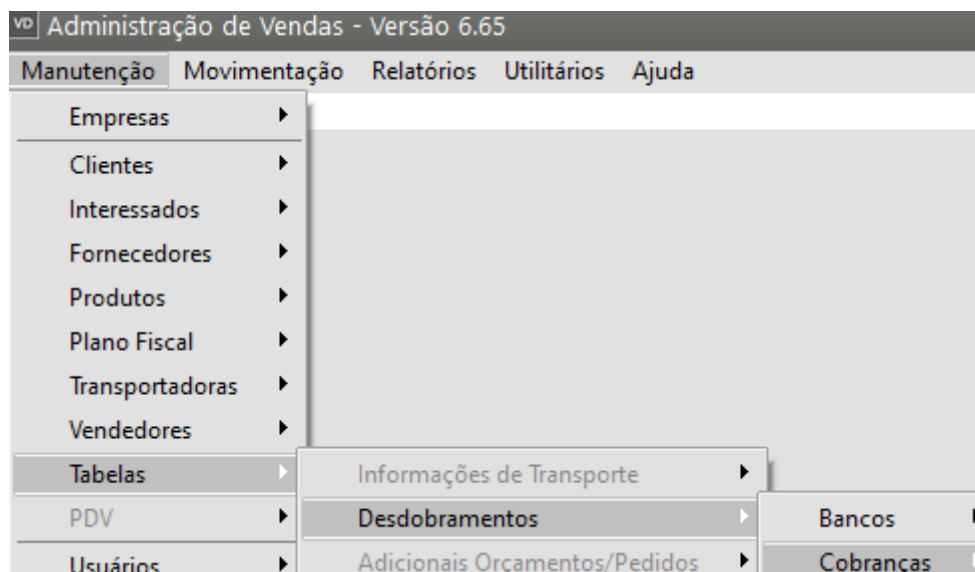 VD Administração de Vendas - Versão 6.65
Manutenção Movimentação Relatórios Utilitários Ajuda
Empresas
Clientes
Interessados
Fornecedores
Produtos
Plano Fiscal
Transportadoras
Vendedores
Tabelas Informações de Transporte
PDV Desdobramentos Bancos
Usuários Adicionais Orçamentos/Pedidos Cobranças